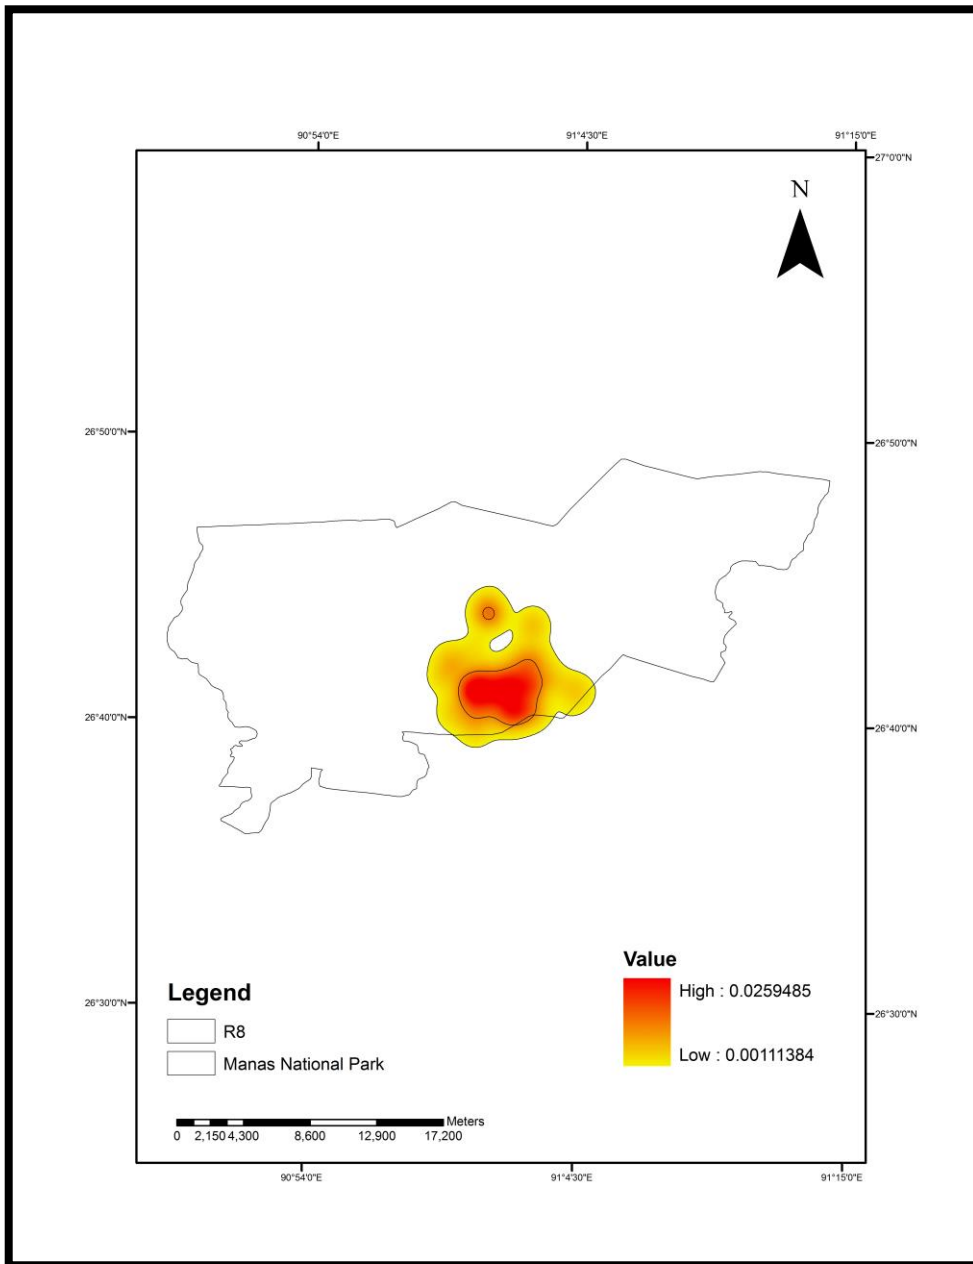 90°54'0"E 91°4'30"E 91°15'0"E
27°0'0"N
N
26°50'0"N 26°50'0"N
26°40'0"N 26°40'0"N
Value
High : 0.0259485
Low : 0.00111384
Legend
R8
Manas National Park
26°30'0"N 26°30'0"N
Meters
0 2,150 4,300 8,600 12,900 17,200
90°54'0"E 91°4'30"E 91°15'0"E